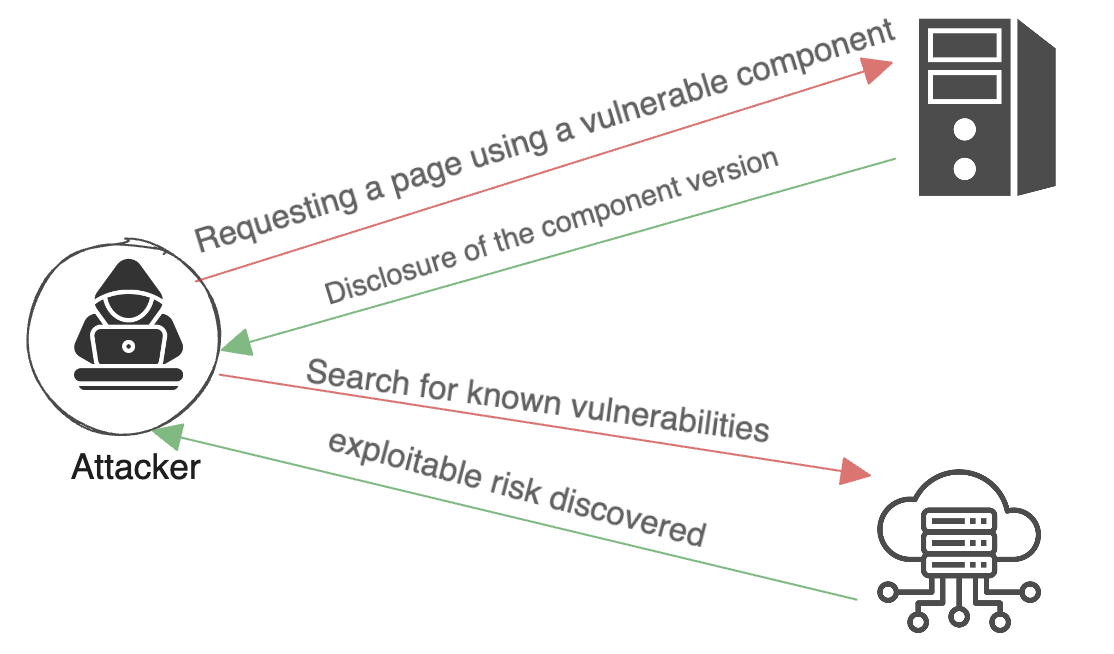 Requesting a page using a vulnerable component
Disclosure of the component version
Search for known vulnerabilities
exploitable risk discovered
Attacker